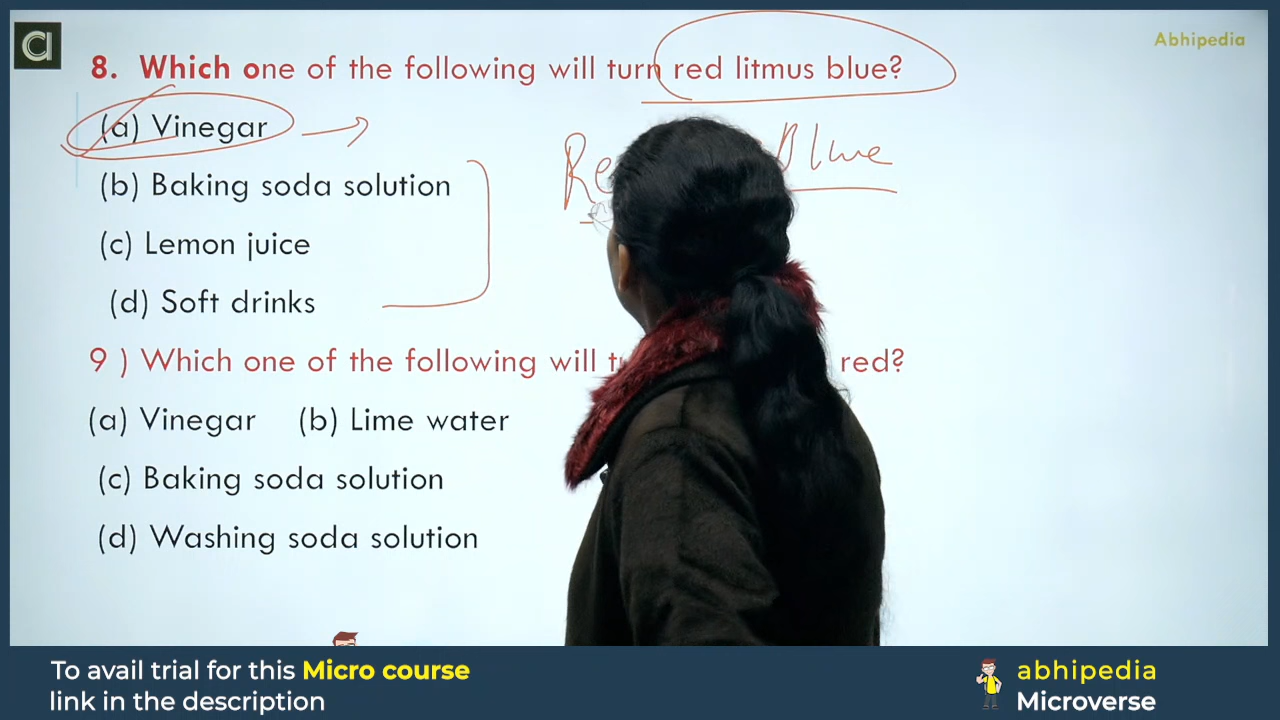 Abhipedia
8. Which one of the following will turn red litmus blue?
(a) Vinegar
Blue
(b) Baking soda solution
(c) Lemon juice
(d) Soft drinks
9 ) Which one of the following will red?
(a) Vinegar (b) Lime water
(c) Baking soda solution
(d) Washing soda solution
To avail trial for this Micro course
link in the description
abhipedia
Microverse